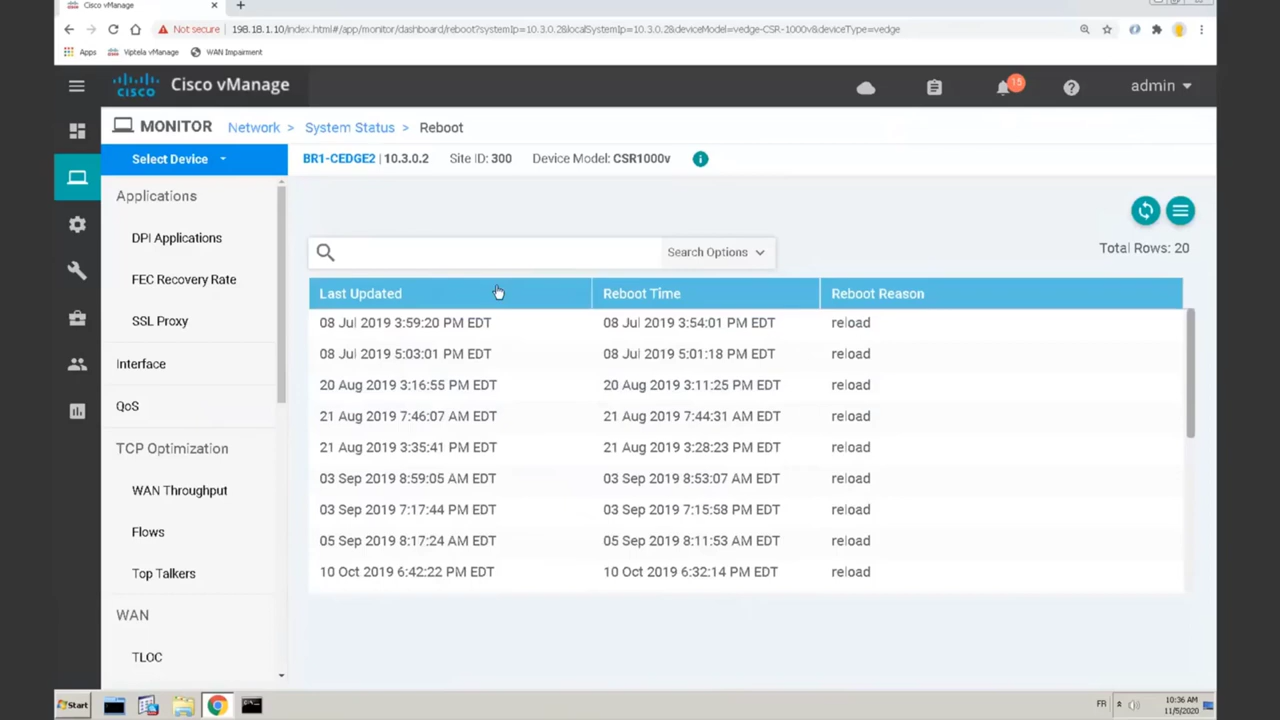 Cisco vManage
Not secure
198.18.1.10/index.html#/app/monitor/dashboard/reboot?systemIp=10.3.0.2&localSystemIp=10.3.0.2&deviceModel=vedge-CSR-1000v&deviceType=vedge
Apps Viptela vManage WAN Impairment
cisco Cisco vManage 15 admin
MONITOR Network > System Status > Reboot
Select Device BR1-CEDGE2 | 10.3.0.2 Site ID: 300 Device Model: CSR1000v
Applications
DPI Applications
FEC Recovery Rate
SSL Proxy
Interface
QoS
TCP Optimization
WAN Throughput
Flows
Top Talkers
WAN
TLOC
Search Options
Total Rows: 20
Last Updated Reboot Time Reboot Reason
08 Jul 2019 3:59:20 PM EDT 08 Jul 2019 3:54:01 PM EDT reload
08 Jul 2019 5:03:01 PM EDT 08 Jul 2019 5:01:18 PM EDT reload
20 Aug 2019 3:16:55 PM EDT 20 Aug 2019 3:11:25 PM EDT reload
21 Aug 2019 7:46:07 AM EDT 21 Aug 2019 7:44:31 AM EDT reload
21 Aug 2019 3:35:41 PM EDT 21 Aug 2019 3:28:23 PM EDT reload
03 Sep 2019 8:59:05 AM EDT 03 Sep 2019 8:53:07 AM EDT reload
03 Sep 2019 7:17:44 PM EDT 03 Sep 2019 7:15:58 PM EDT reload
05 Sep 2019 8:17:24 AM EDT 05 Sep 2019 8:11:53 AM EDT reload
10 Oct 2019 6:42:22 PM EDT 10 Oct 2019 6:32:14 PM EDT reload
Start
FR
10:36 AM
11/5/2020